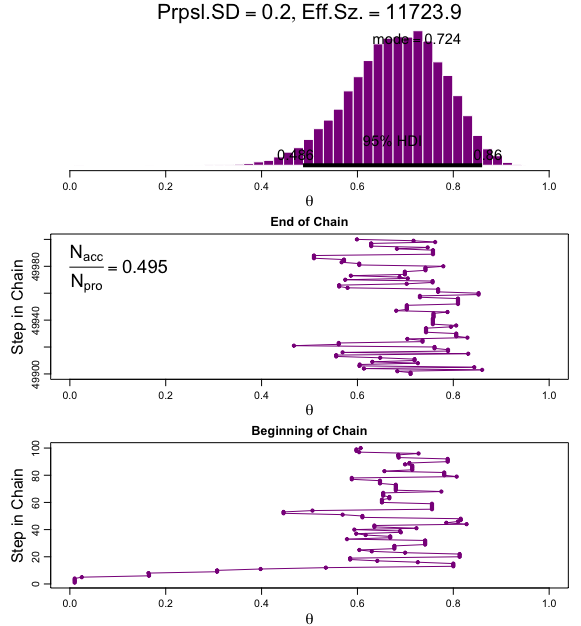 Prpsl.SD = 0.2, Eff.Sz. = 11723.9
mode = 0.724
95% HDI
0.486 0.86
0.0 0.2 0.4 0.6 0.8 1.0
θ
End of Chain
Step in Chain
49900 49940 49980
Nacc
Npro
= 0.495
0.0 0.2 0.4 0.6 0.8 1.0
θ
Beginning of Chain
Step in Chain
0 20 40 60 80 100
0.0 0.2 0.4 0.6 0.8 1.0
θ